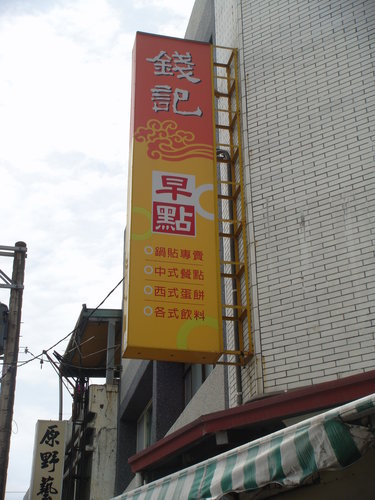 錢記
早點
鍋貼專賣
中式餐點
西式蛋餅
各式飲料
原野藝